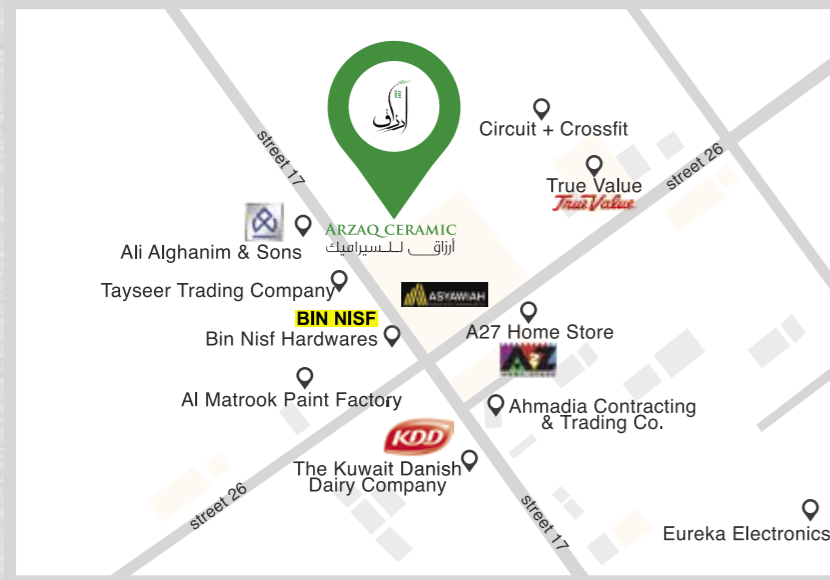 أرزاق
street 17
Circuit + Crossfit
street 26
True Value
True Value
ARZAQ CERAMIC
أرزاق للسيراميك
Ali Alghanim & Sons
Tayseer Trading Company
ASYAWIAH
BIN NISF
Bin Nisf Hardwares
A27 Home Store
Al Matrook Paint Factory
Ahmadia Contracting
& Trading Co.
KDD
The Kuwait Danish
Dairy Company
street 26
street 17
Eureka Electronics